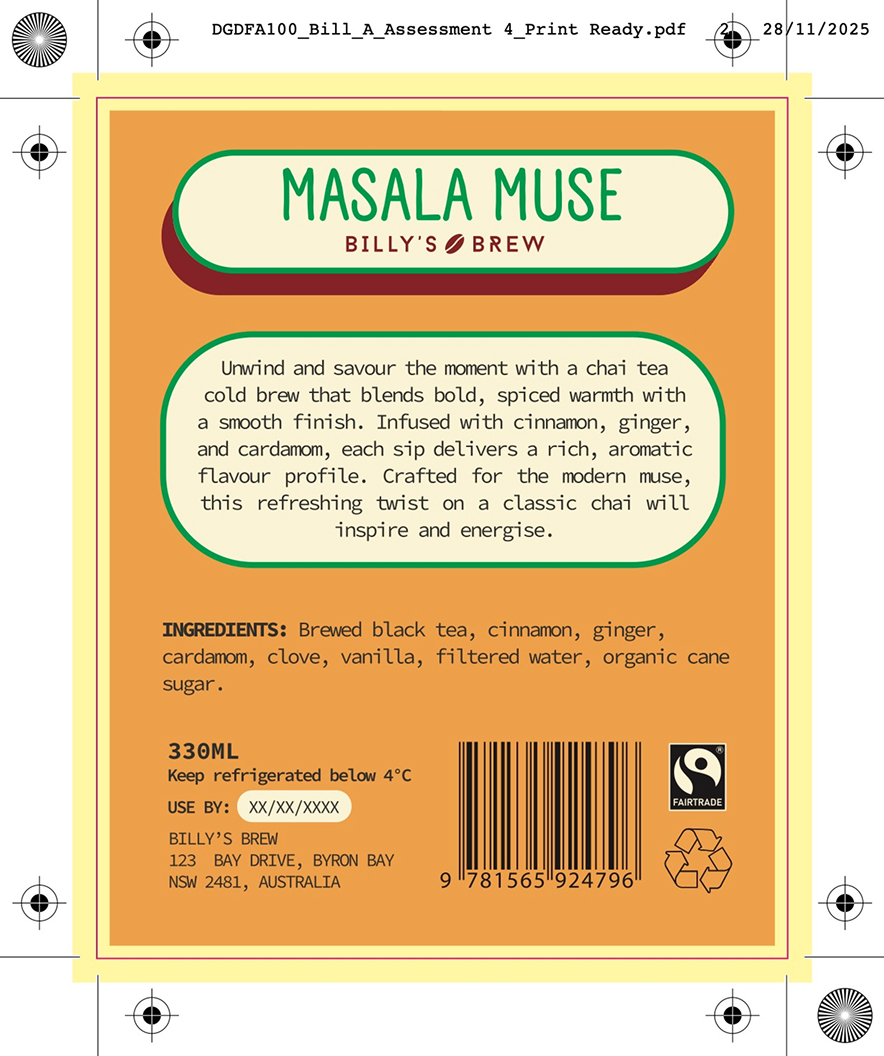 DGDFA100_Bill_A_Assessment 4_Print Ready.pdf 2 28/11/2025
MASALA MUSE
BILLY'S BREW
Unwind and savour the moment with a chai tea
cold brew that blends bold, spiced warmth with
a smooth finish. Infused with cinnamon, ginger,
and cardamom, each sip delivers a rich, aromatic
flavour profile. Crafted for the modern muse,
this refreshing twist on a classic chai will
inspire and energise.
INGREDIENTS: Brewed black tea, cinnamon, ginger,
cardamom, clove, vanilla, filtered water, organic cane
sugar.
330ML
Keep refrigerated below 4°C
USE BY: XX/XX/XXXX
BILLY’S BREW
123 BAY DRIVE, BYRON BAY
NSW 2481, AUSTRALIA
9 781565 924796
®
FAIRTRADE